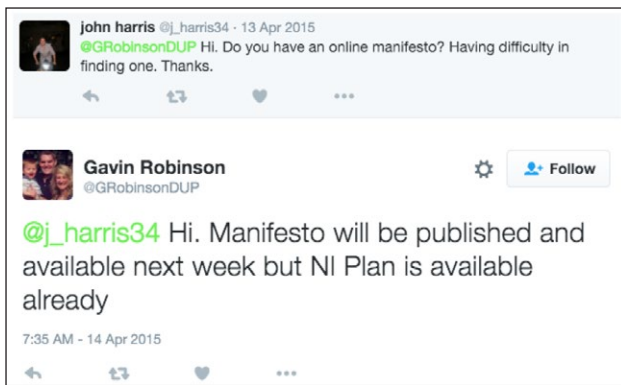 john harris @j_harris34 · 13 Apr 2015
@GRobinsonDUP Hi. Do you have an online manifesto? Having difficulty in
finding one. Thanks.
Gavin Robinson
@GRobinsonDUP
Follow
@j_harris34 Hi. Manifesto will be published and
available next week but NI Plan is available
already
7:35 AM - 14 Apr 2015